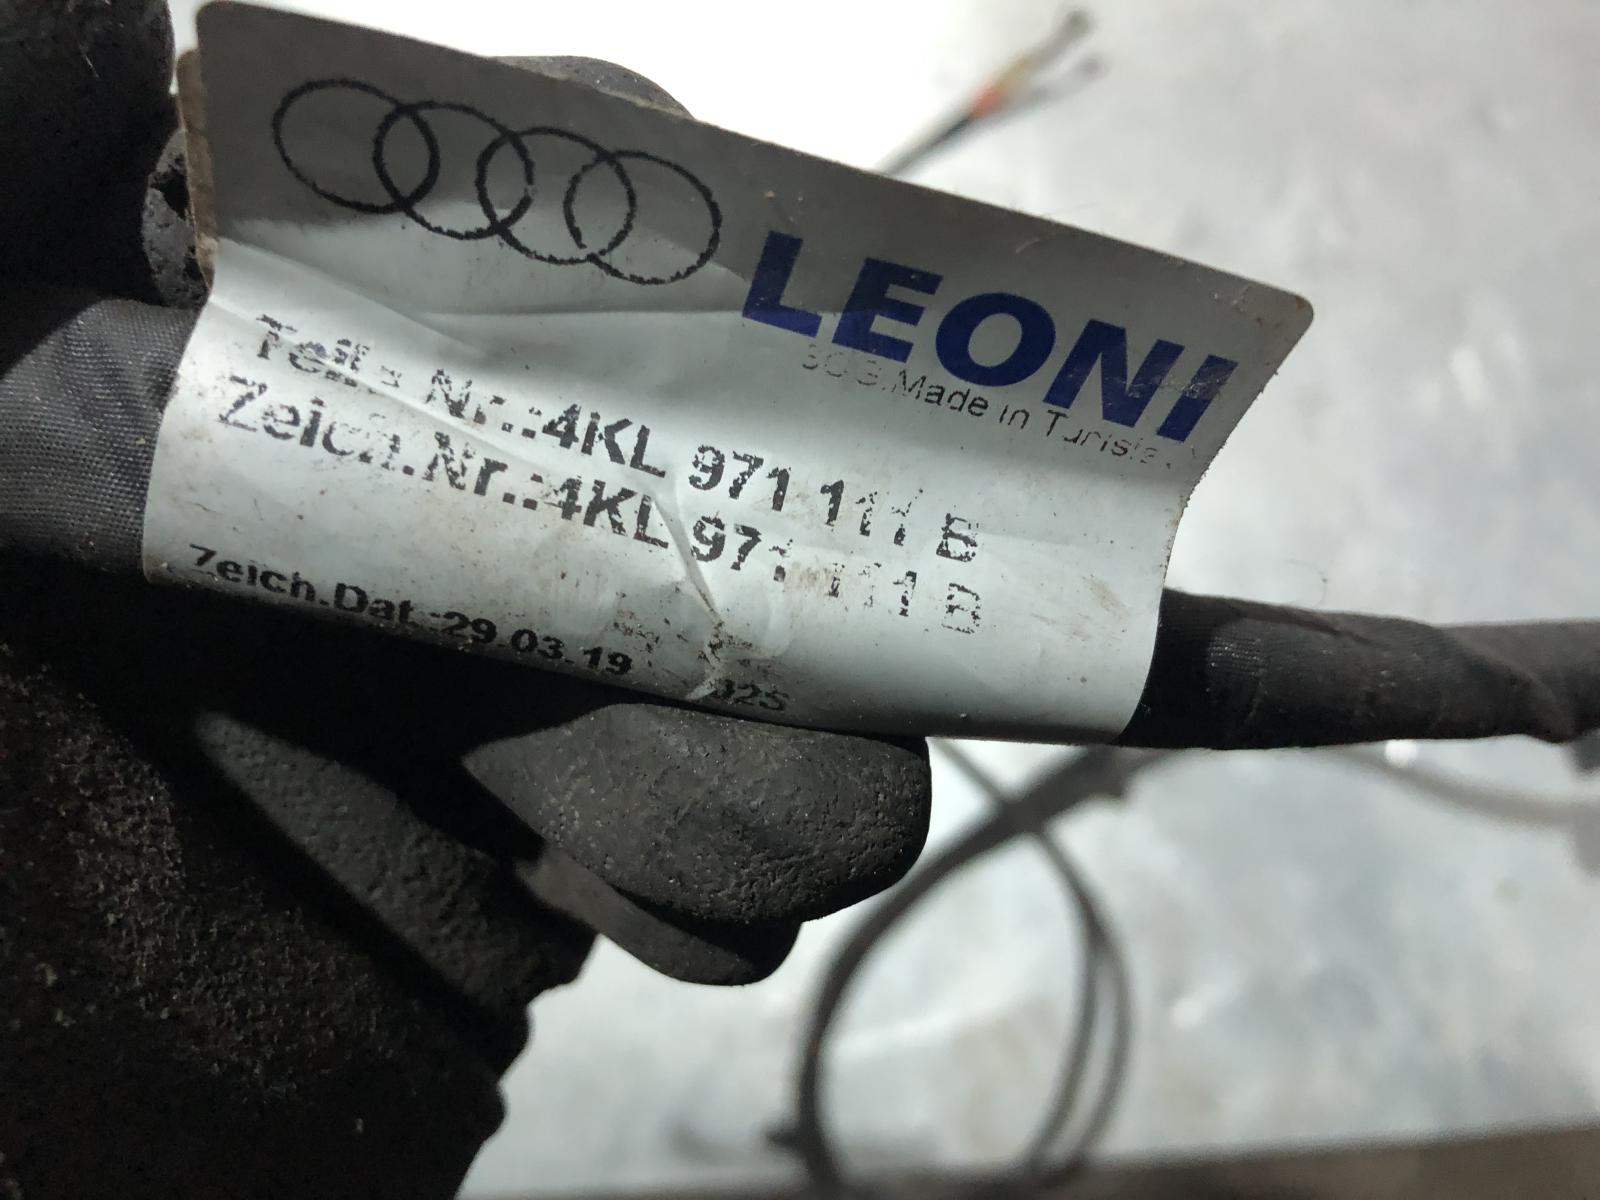 LEONI
Made in Tunisia
Teil.- Nr.:4KL 971 111 B
Zeich.Nr.:4KL 971 111 B
Zeich.Dat.:29.03.19